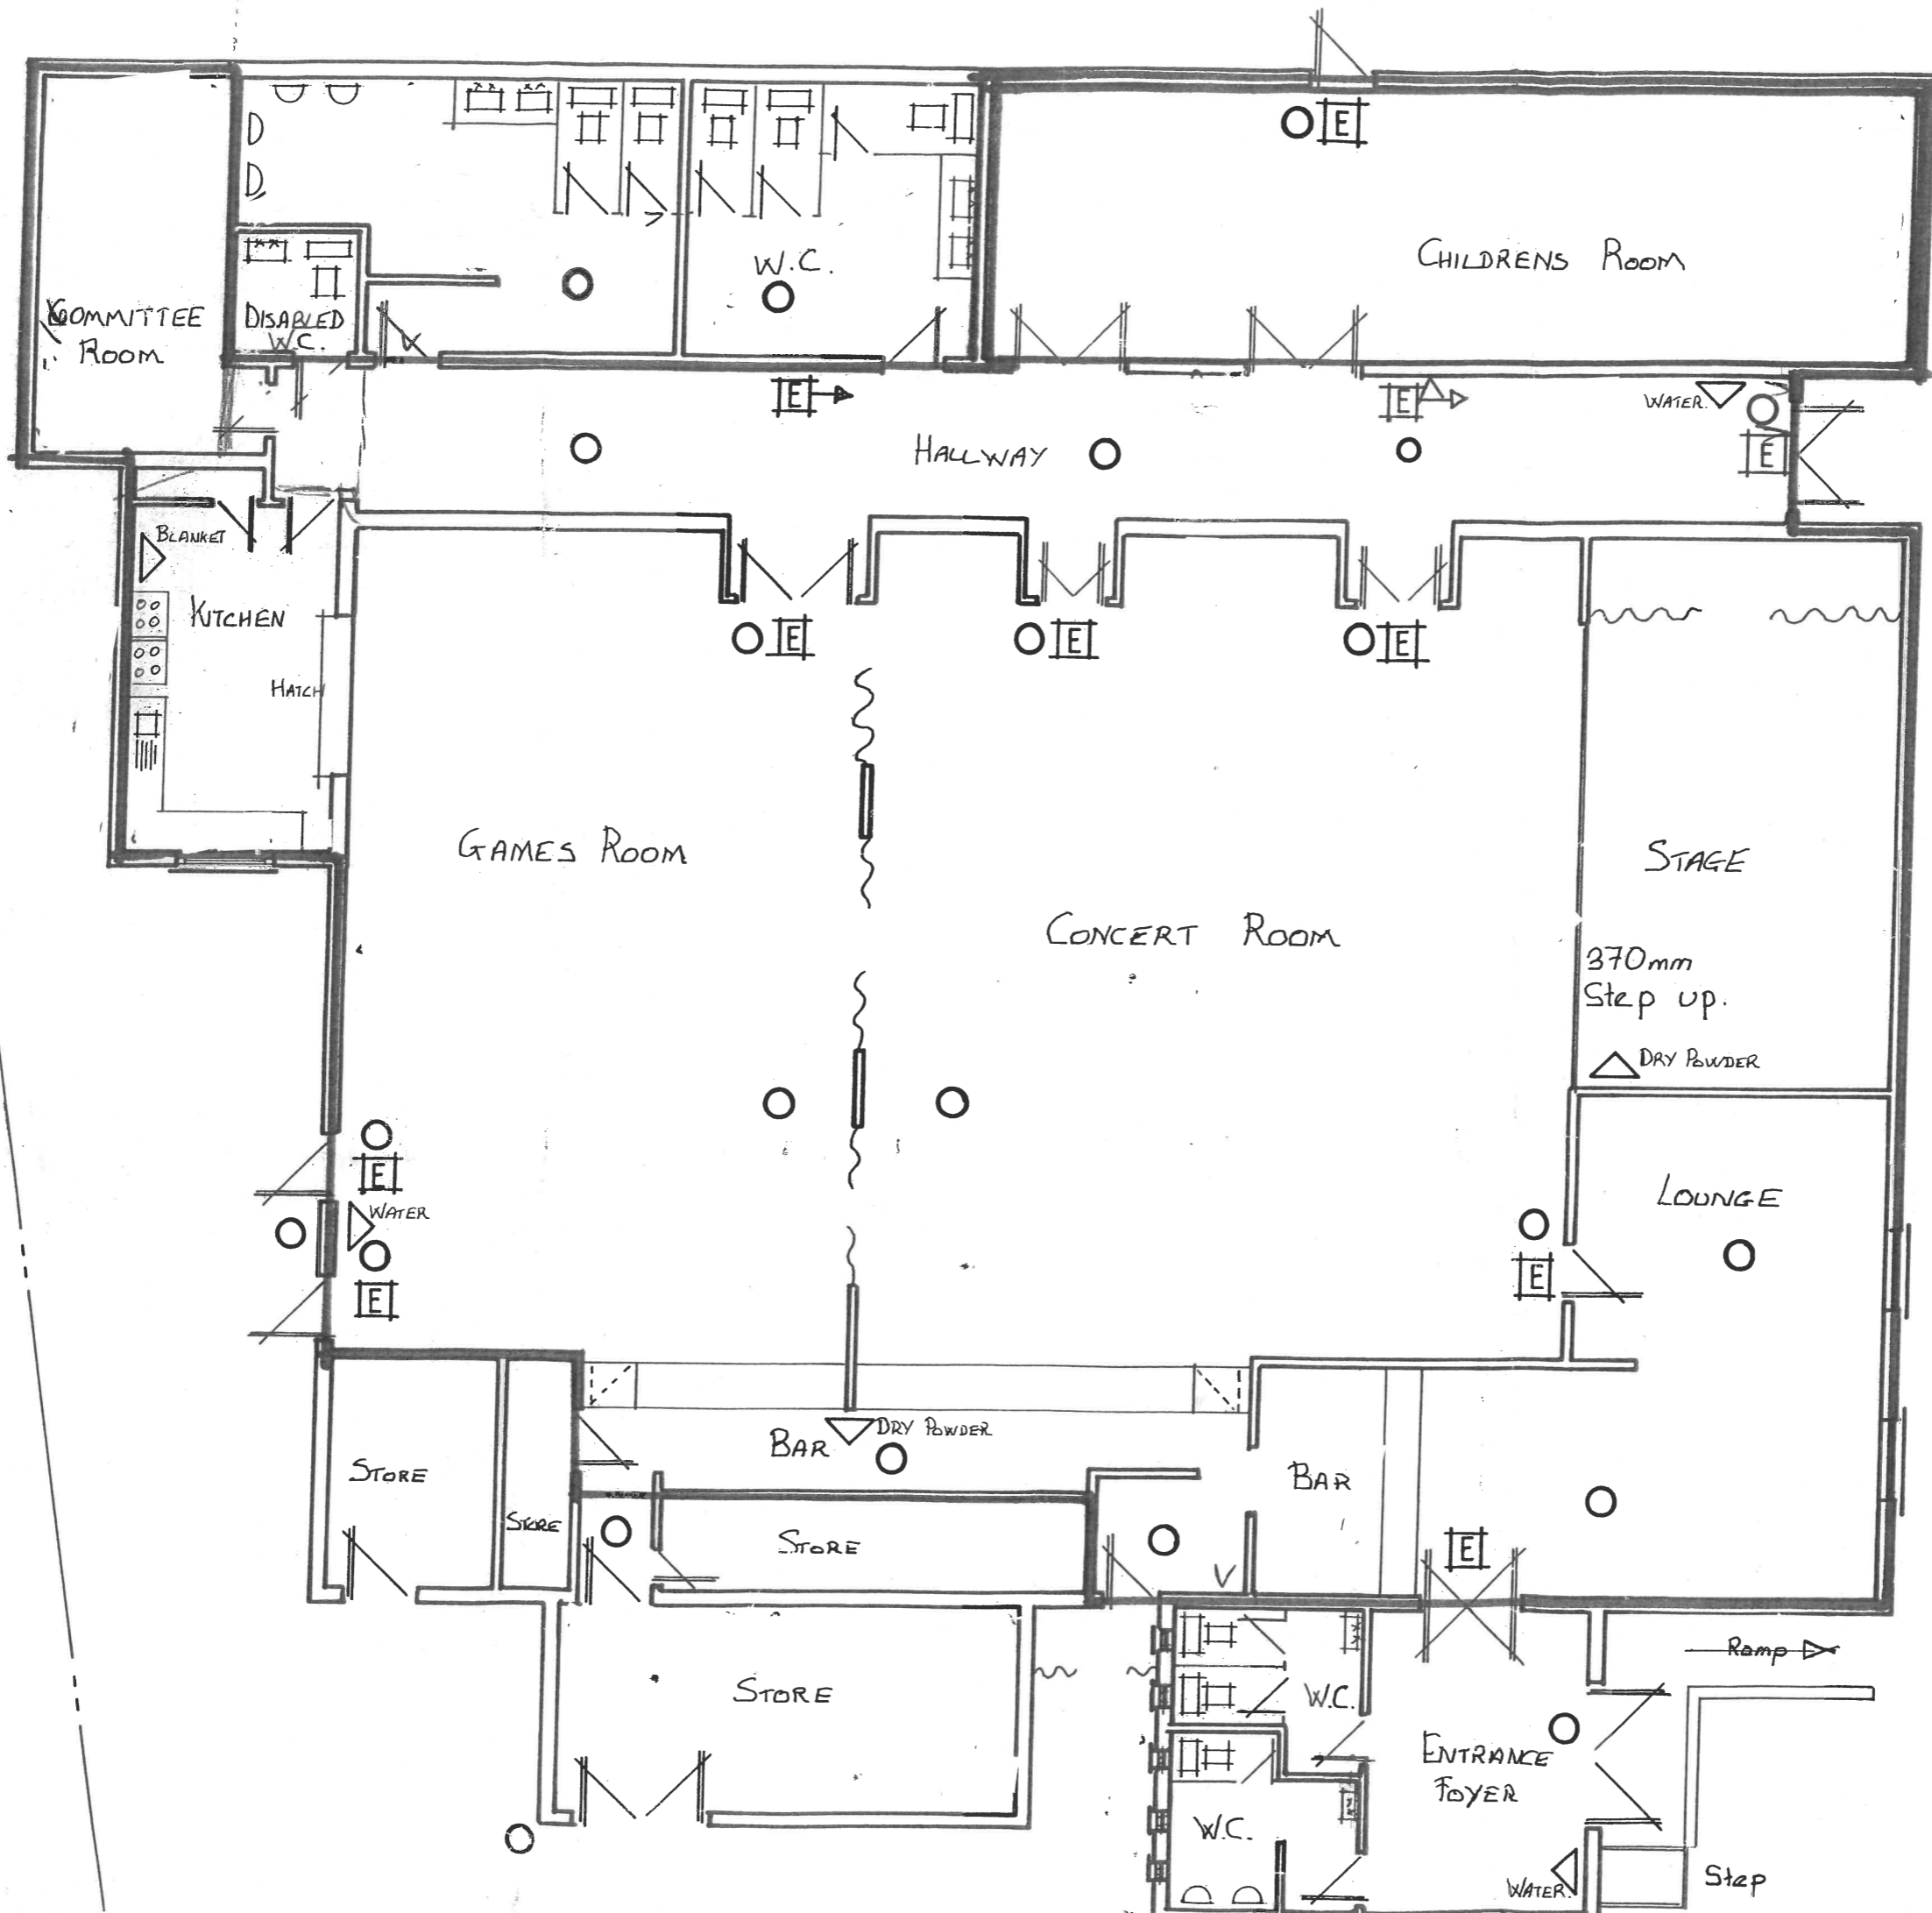 E
CHILDRENS ROOM
W.C.
COMMITTEE
ROOM
DISABLED
W.C.
E
E
WATER.
HALLWAY
E
BLANKET
KITCHEN
HATCH
E
E
E
GAMES ROOM
STAGE
CONCERT ROOM
370mm
Step up.
DRY POWDER
E
WATER
E
LOUNGE
E
BAR
DRY POWDER
STORE
BAR
STORE
STORE
E
STORE
W.C.
Ramp
ENTRANCE
FOYER
W.C.
WATER.
Step